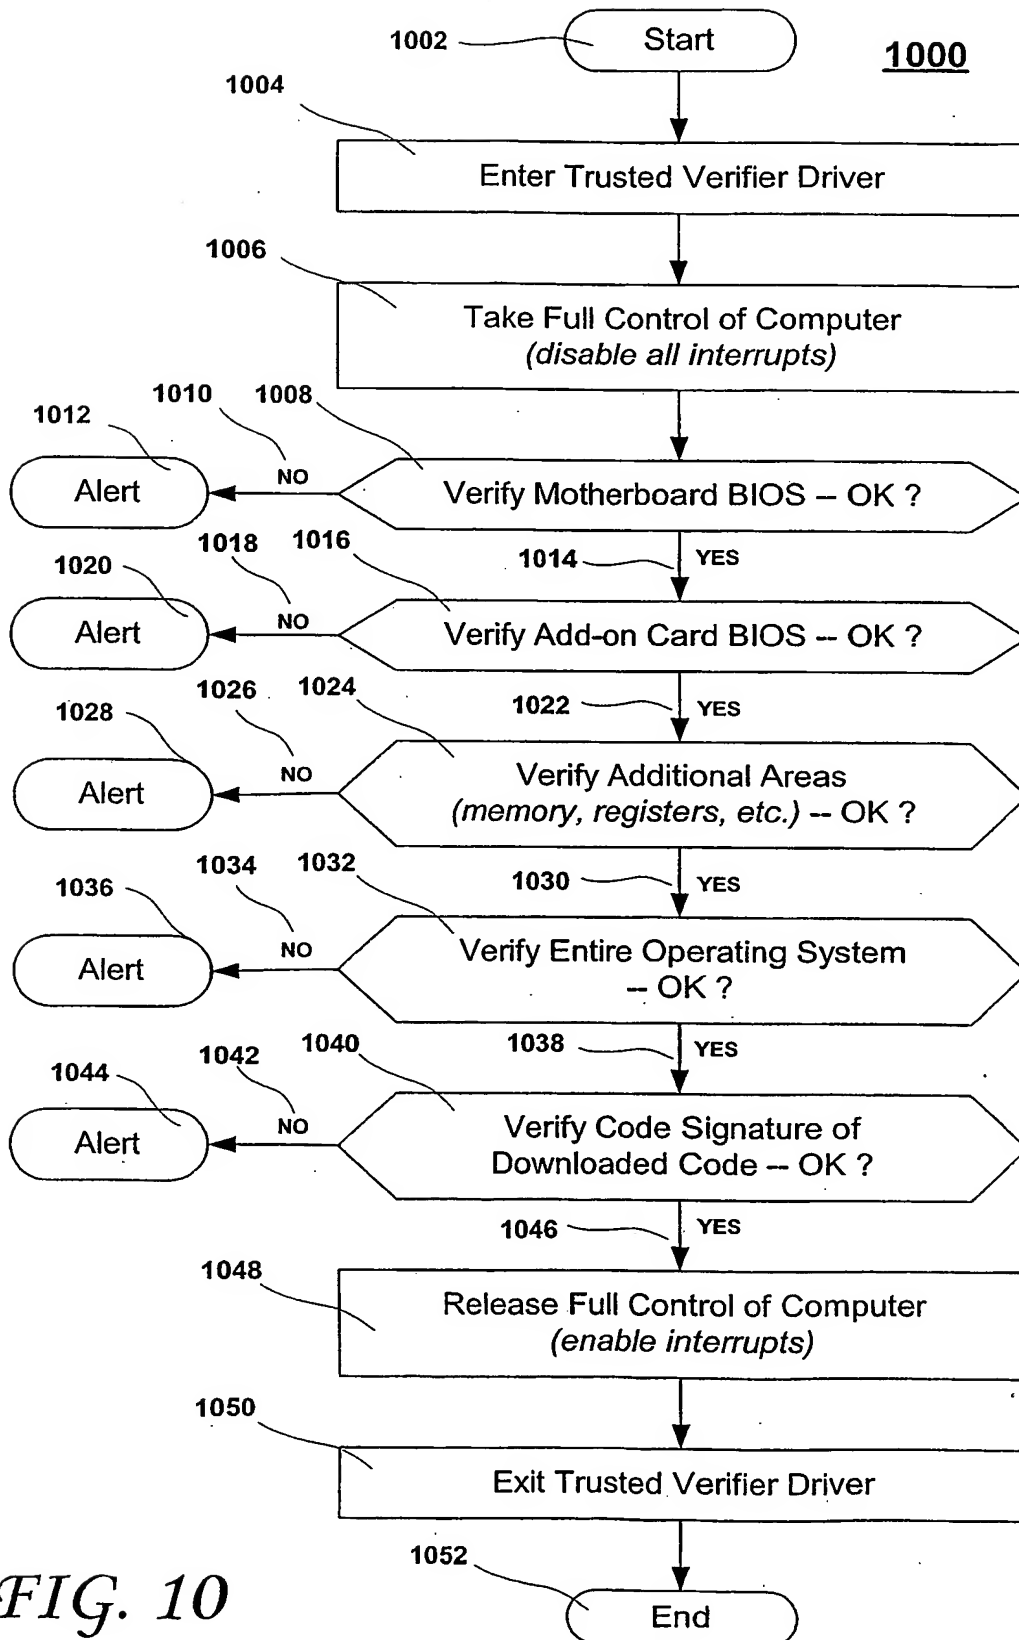 1002
Start
1000
1004
Enter Trusted Verifier Driver
1006
Take Full Control of Computer
(disable all interrupts)
1012
1010
1008
Alert
NO
Verify Motherboard BIOS -- OK ?
1014
YES
1020
1018
1016
Alert
NO
Verify Add-on Card BIOS -- OK ?
1022
YES
1028
1026
1024
Alert
NO
Verify Additional Areas
(memory, registers, etc.) -- OK ?
1030
YES
1036
1034
1032
Alert
NO
Verify Entire Operating System
-- OK ?
1038
YES
1044
1042
1040
Alert
NO
Verify Code Signature of
Downloaded Code -- OK ?
1046
YES
1048
Release Full Control of Computer
(enable interrupts)
1050
Exit Trusted Verifier Driver
1052
End
FIG. 10